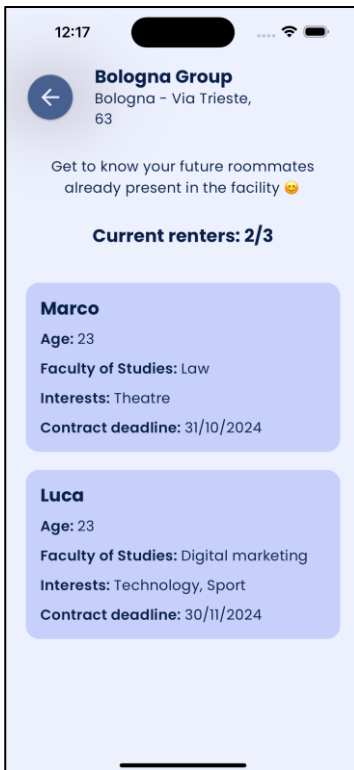 12:17
Bologna Group
Bologna - Via Trieste,
63
Get to know your future roommates
already present in the facility 😊
Current renters: 2/3
Marco
Age: 23
Faculty of Studies: Law
Interests: Theatre
Contract deadline: 31/10/2024
Luca
Age: 23
Faculty of Studies: Digital marketing
Interests: Technology, Sport
Contract deadline: 30/11/2024